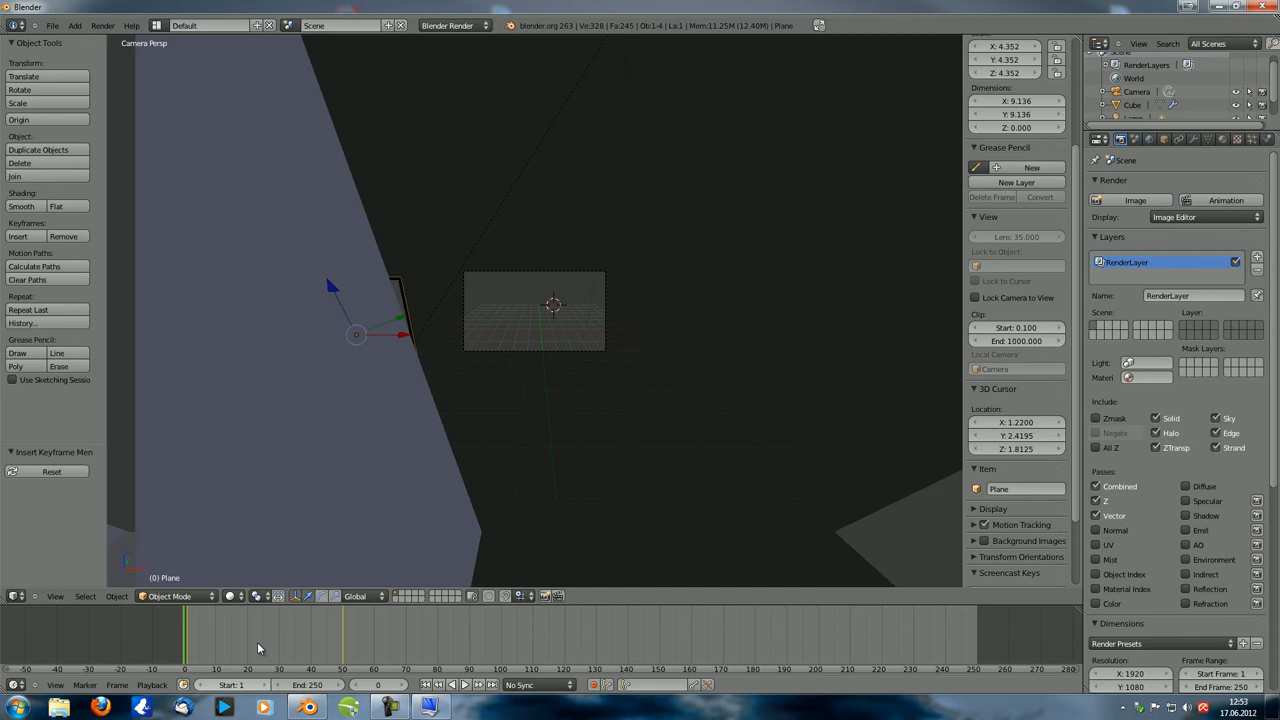 Blender
File Add Render Help Default Scene Blender Render blender.org 263 | Ve:328 | Fa:245 | Ob:1-4 | La:1 | Mem:11.25M (12.40M) | Plane
Object Tools
Transform:
Translate
Rotate
Scale
Origin
Object:
Duplicate Objects
Delete
Join
Shading:
Smooth Flat
Keyframes:
Insert Remove
Motion Paths:
Calculate Paths
Clear Paths
Repeat:
Repeat Last
History...
Grease Pencil:
Draw Line
Poly Erase
Use Sketching Sessio
Insert Keyframe Men
Reset
Camera Persp
(0) Plane
X: 4.352
Y: 4.352
Z: 4.352
Dimensions:
X: 9.136
Y: 9.136
Z: 0.000
Grease Pencil
New
New Layer
Delete Frame Convert
View
Lens: 35.000
Lock to Object:
Lock to Cursor
Lock Camera to View
Clip:
Start: 0.100
End: 1000.000
Local Camera:
Camera
3D Cursor
Location:
X: 1.2200
Y: 2.4195
Z: 1.8125
Item
Plane
Display
Motion Tracking
Background Images
Transform Orientations
Screencast Keys
View Search All Scenes
Scene
RenderLayers
World
Camera
Cube
Scene
Render
Image Animation
Display: Image Editor
Layers
RenderLayer
Name: RenderLayer
Scene: Layer:
Mask Layers:
Light:
Materi
Include:
Zmask Solid Sky
Negate Halo Edge
All Z ZTransp Strand
Passes:
Combined Diffuse
Z Specular
Vector Shadow
Normal Emit
UV AO
Mist Environment
Object Index Indirect
Material Index Reflection
Color Refraction
Dimensions
Render Presets
Resolution: Frame Range:
X: 1920 Start Frame: 1
Y: 1080 End Frame: 250
View Select Object Object Mode Global
-50 -40 -30 -20 -10 0 10 20 30 40 50 60 70 80 90 100 110 120 130 140 150 160 170 180 190 200 210 220 230 240 250 260 270 280
View Marker Frame Playback Start: 1 End: 250 0 No Sync
12:53
17.06.2012